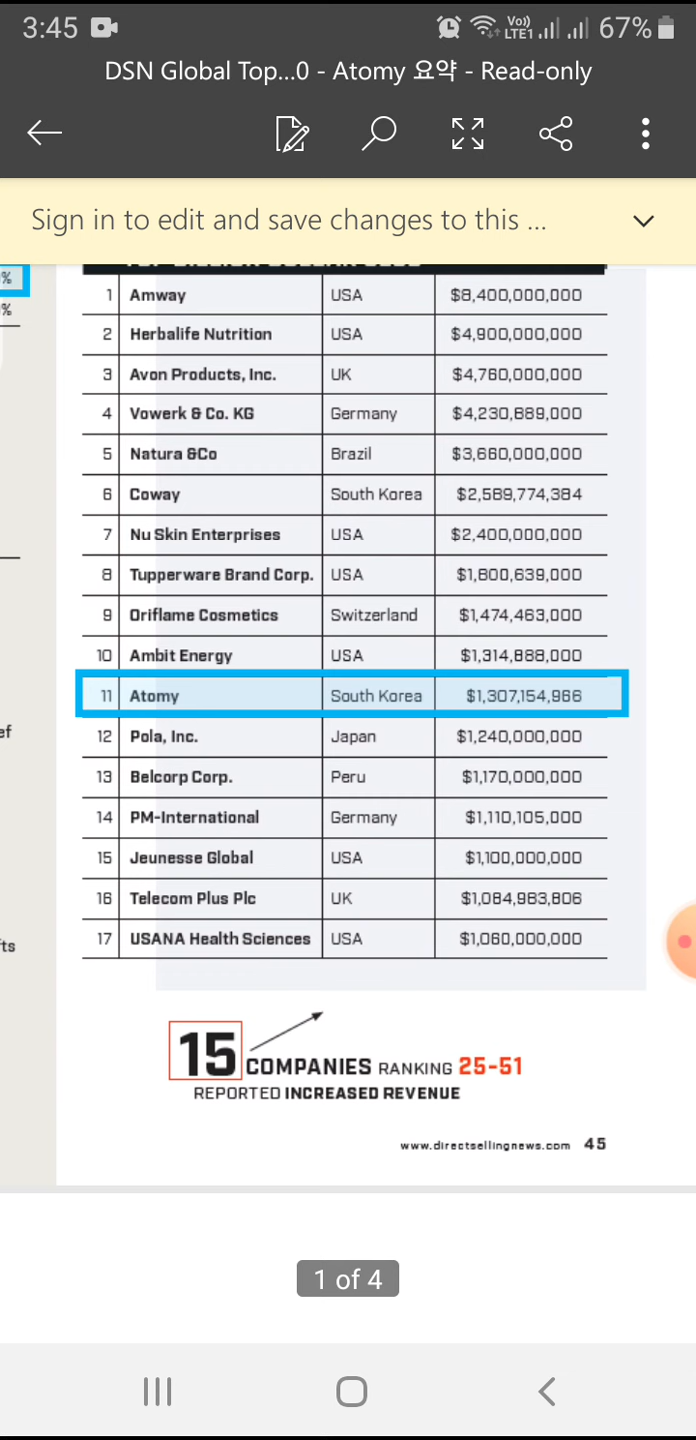 3:45
Vo)) LTE1 67%
DSN Global Top...0 - Atomy 요약 - Read-only
Sign in to edit and save changes to this ...
%
%
1 Amway USA $8,400,000,000
2 Herbalife Nutrition USA $4,900,000,000
3 Avon Products, Inc. UK $4,760,000,000
4 Vowerk & Co. KG Germany $4,230,889,000
5 Natura &Co Brazil $3,660,000,000
6 Coway South Korea $2,589,774,384
7 Nu Skin Enterprises USA $2,400,000,000
8 Tupperware Brand Corp. USA $1,800,639,000
9 Oriflame Cosmetics Switzerland $1,474,463,000
10 Ambit Energy USA $1,314,888,000
11 Atomy South Korea $1,307,154,966
12 Pola, Inc. Japan $1,240,000,000
13 Belcorp Corp. Peru $1,170,000,000
14 PM-International Germany $1,110,105,000
15 Jeunesse Global USA $1,100,000,000
16 Telecom Plus Plc UK $1,084,983,806
17 USANA Health Sciences USA $1,060,000,000
ef
fts
15 COMPANIES RANKING 25-51
REPORTED INCREASED REVENUE
www.directsellingnews.com 45
1 of 4